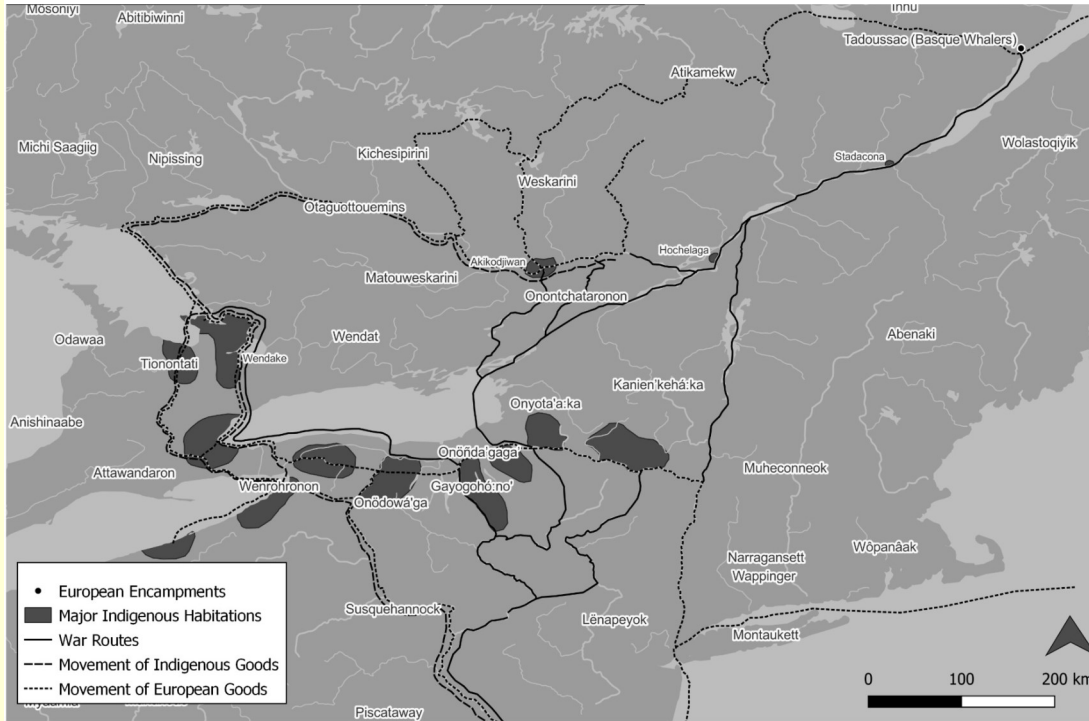 Môsoniyi
Abitibiwinni
Innu
Tadoussac (Basque Whalers)
Atikamekw
Michi Saagiig
Nipissing
Kichesipirini
Wolastoqiyik
Stadacona
Weskarini
Otaguottouemins
Akikodjiwan
Hochelaga
Matouweskarini
Onontchataronon
Odawaa
Wendat
Abenaki
Tionontati
Wendake
Kanien'kehá:ka
Onyota'a:ka
Anishinaabe
Onöñda'gaga'
Attawandaron
Muheconneok
Wenrohronon
Gayogohó:no'
Onödowá'ga
Wôpanâak
Narragansett
Wappinger
Susquehannock
Lënapeyok
Montaukett
Piscataway
European Encampments
Major Indigenous Habitations
War Routes
Movement of Indigenous Goods
Movement of European Goods
0 100 200 km